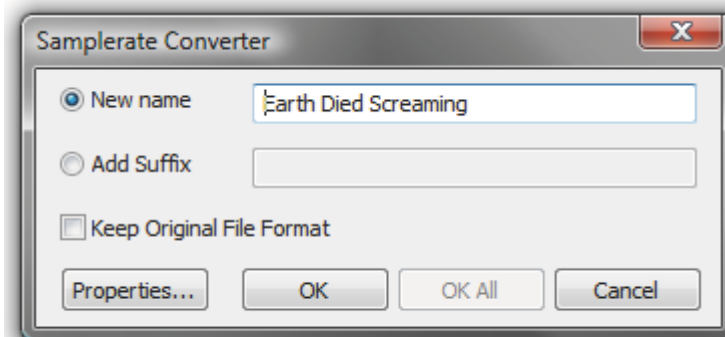 Samplerate Converter
New name
Earth Died Screaming
Add Suffix
Keep Original File Format
Properties...
OK
OK All
Cancel